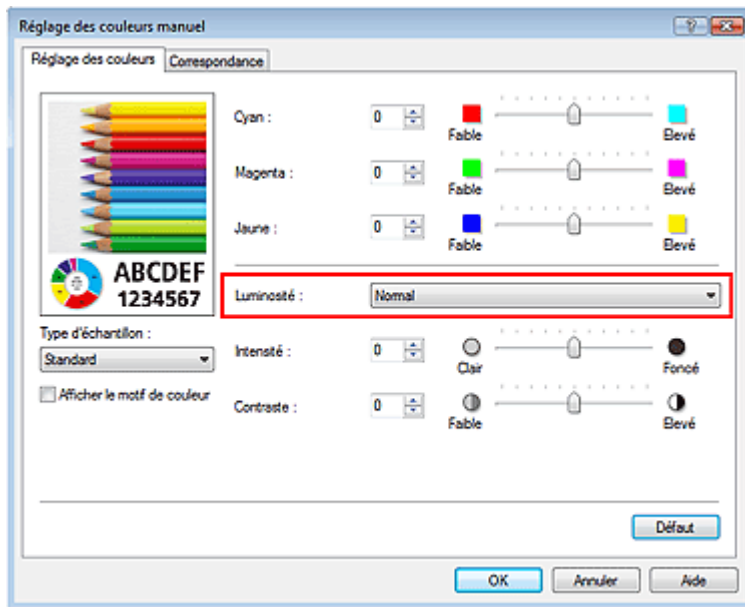 Réglage des couleurs manuel
Réglage des couleurs Correspondance
Cyan : 0 Faible Elevé
Magenta : 0 Faible Elevé
Jaune : 0 Faible Elevé
ABCDEF
1234567
Luminosité : Normal
Type d'échantillon :
Standard
Afficher le motif de couleur
Intensité : 0 Clair Foncé
Contraste : 0 Faible Elevé
Défaut
OK Annuler Aide